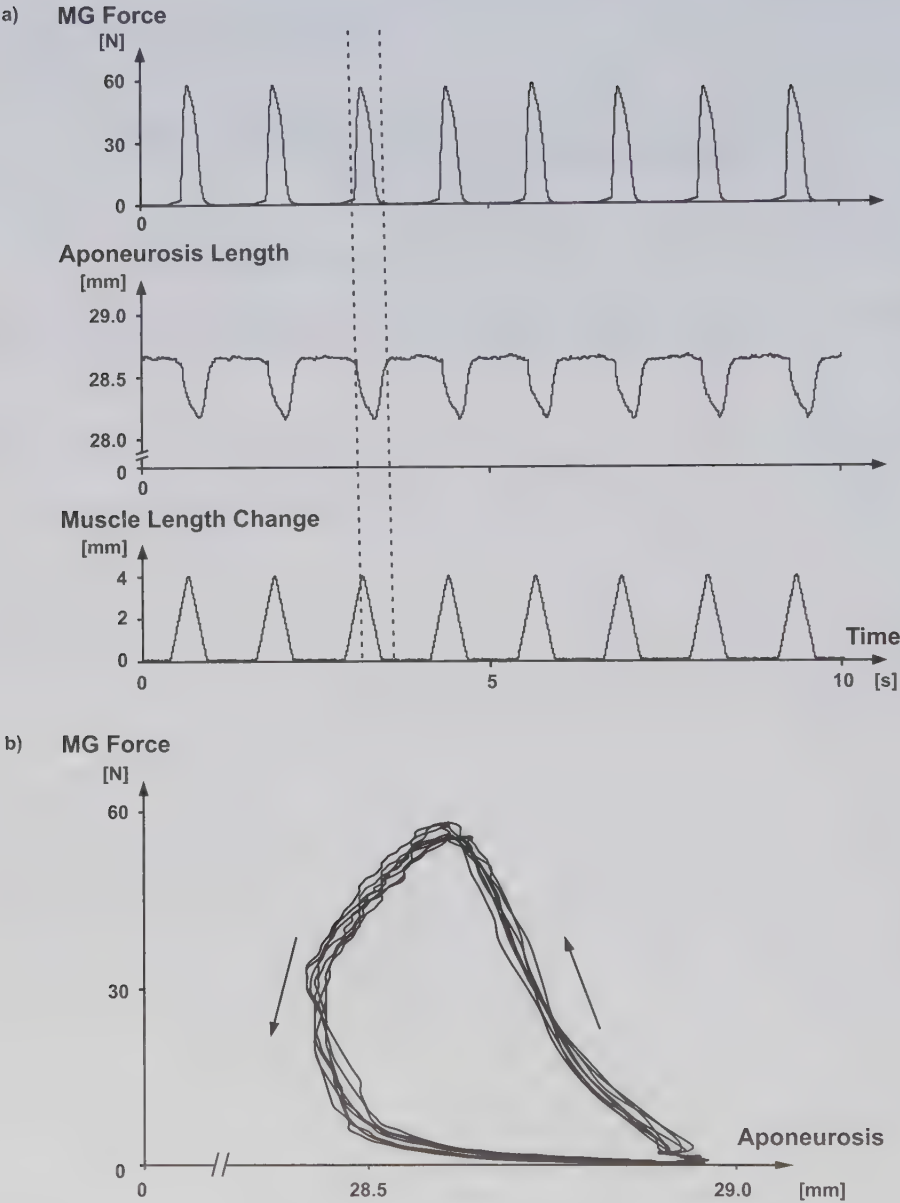 a) MG Force
[N]
60
30
0
0
Aponeurosis Length
[mm]
29.0
28.5
28.0
0
0
Muscle Length Change
[mm]
4
2
0
Time
0 5 10 [s]
b) MG Force
[N]
60
30
0
Aponeurosis
0 28.5 29.0 [mm]